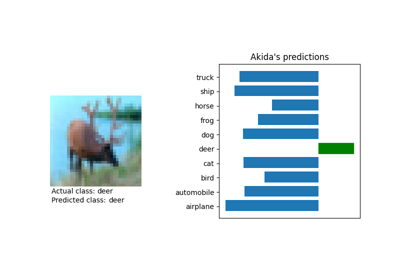 Akida's predictions
truck
ship
horse
frog
dog
deer
cat
bird
automobile
airplane
Actual class: deer
Predicted class: deer